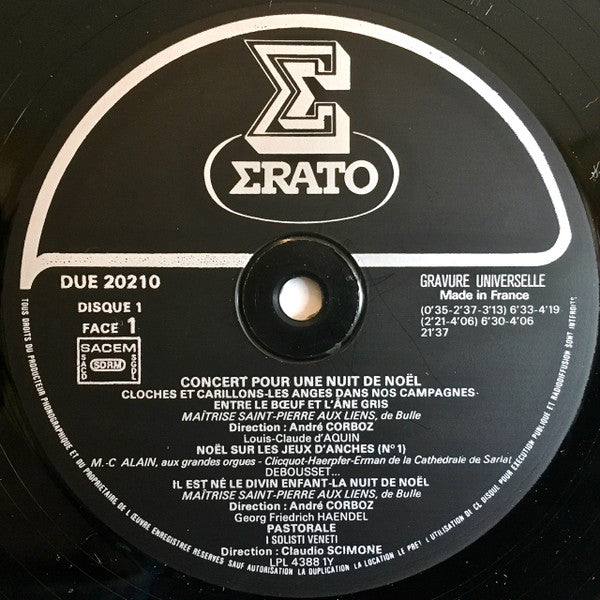 ΣRATO
DUE 20210
DISQUE 1
FACE 1
SACEM
SACD SDRM SGDL
GRAVURE UNIVERSELLE
Made in France
(0'35-2'37-3'13) 6'33-4'19
(2'21-4'06) 6'30-4'06
21'37
CONCERT POUR UNE NUIT DE NOËL
CLOCHES ET CARILLONS-LES ANGES DANS NOS CAMPAGNES-
ENTRE LE BŒUF ET L'ÂNE GRIS
MAÎTRISE SAINT-PIERRE AUX LIENS, de Bulle
Direction : André CORBOZ
Louis-Claude d'AQUIN
NOËL SUR LES JEUX D'ANCHES (N° 1)
M.-C ALAIN, aux grandes orgues - Clicquot-Haerpfer-Erman de la Cathédrale de Sarlat
DEBOUSSET...
IL EST NÉ LE DIVIN ENFANT-LA NUIT DE NOËL
MAÎTRISE SAINT-PIERRE AUX LIENS, de Bulle
Direction : André CORBOZ
Georg Friedrich HAENDEL
PASTORALE
I SOLISTI VENETI
Direction : Claudio SCIMONE
LPL 4388 1Y
TOUS DROITS DU PRODUCTEUR PHONOGRAPHIQUE ET DU PROPRIETAIRE DE L'ŒUVRE ENREGISTREE RESERVES SAUF AUTORISATION LA DUPLICATION LA LOCATION LE PRÊT L'UTILISATION DE CE DISQUE POUR EXECUTION PUBLIQUE ET RADIODIFFUSION SONT INTERDITS